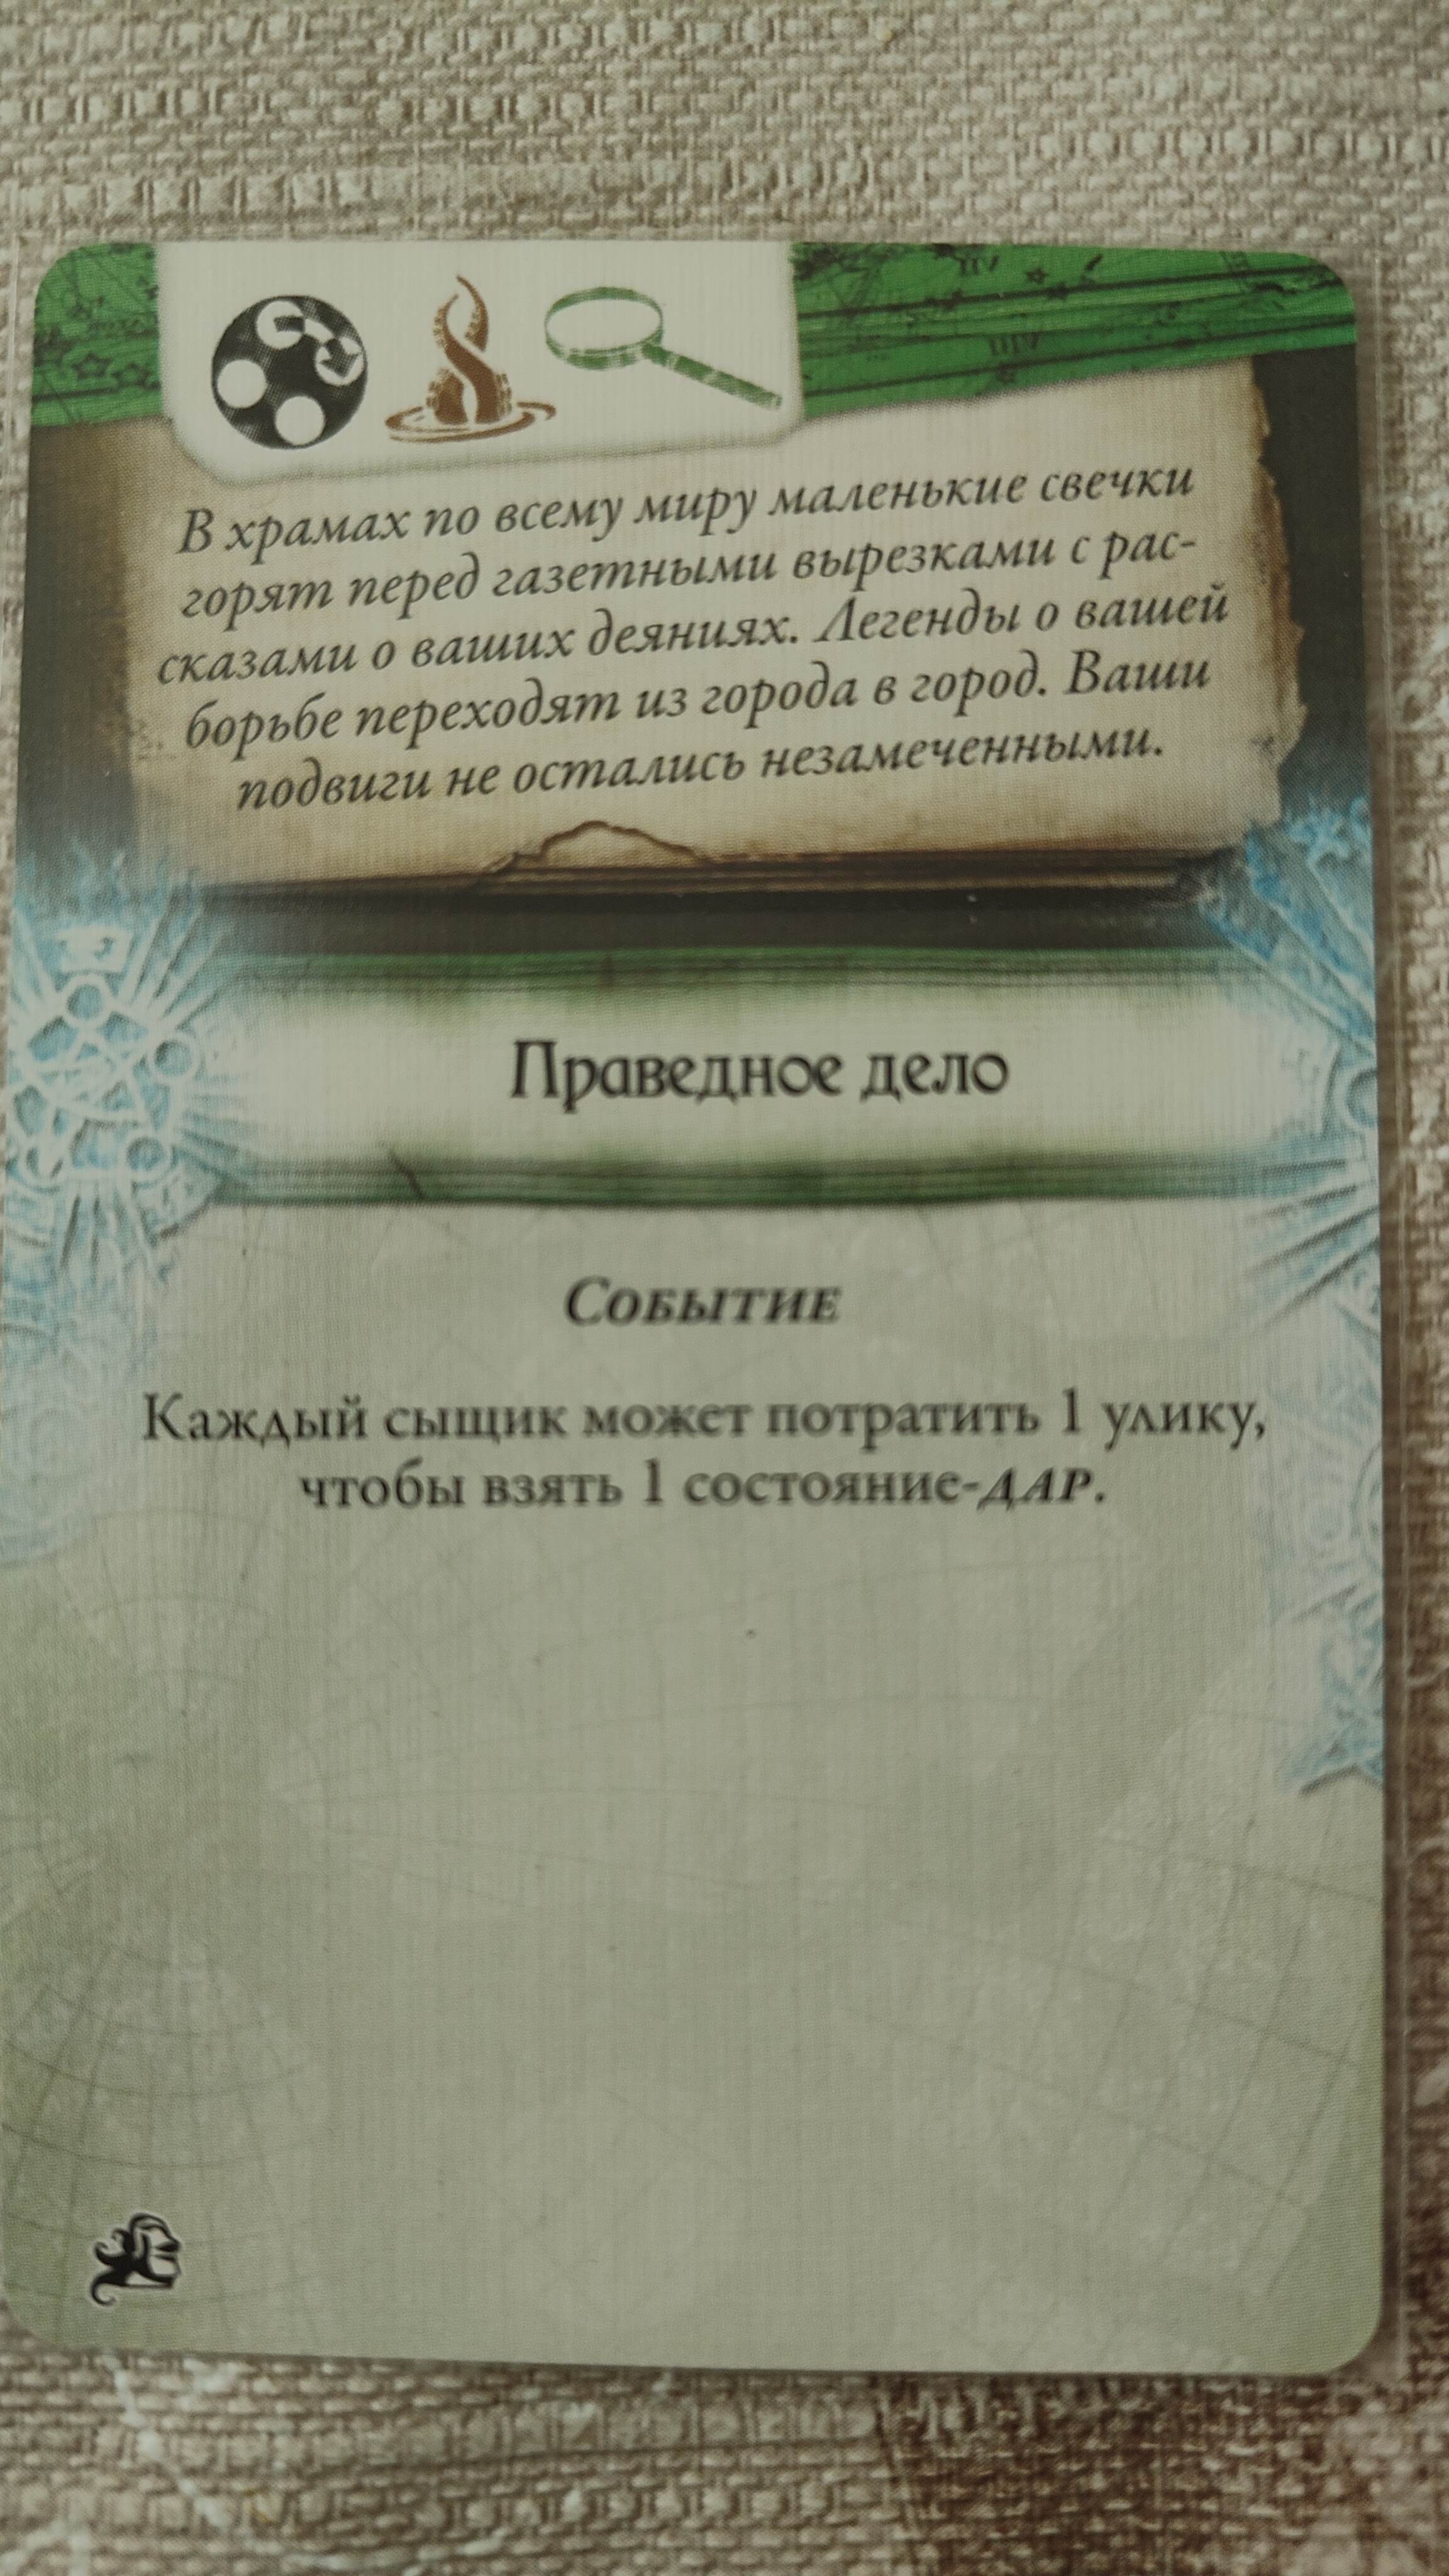 В храмах по всему миру маленькие свечки
горят перед газетными вырезками с рас-
сказами о ваших деяниях. Легенды о вашей
борьбе переходят из города в город. Ваши
подвиги не остались незамеченными.
Праведное дело
Событие
Каждый сыщик может потратить 1 улику,
чтобы взять 1 состояние-ДАР.